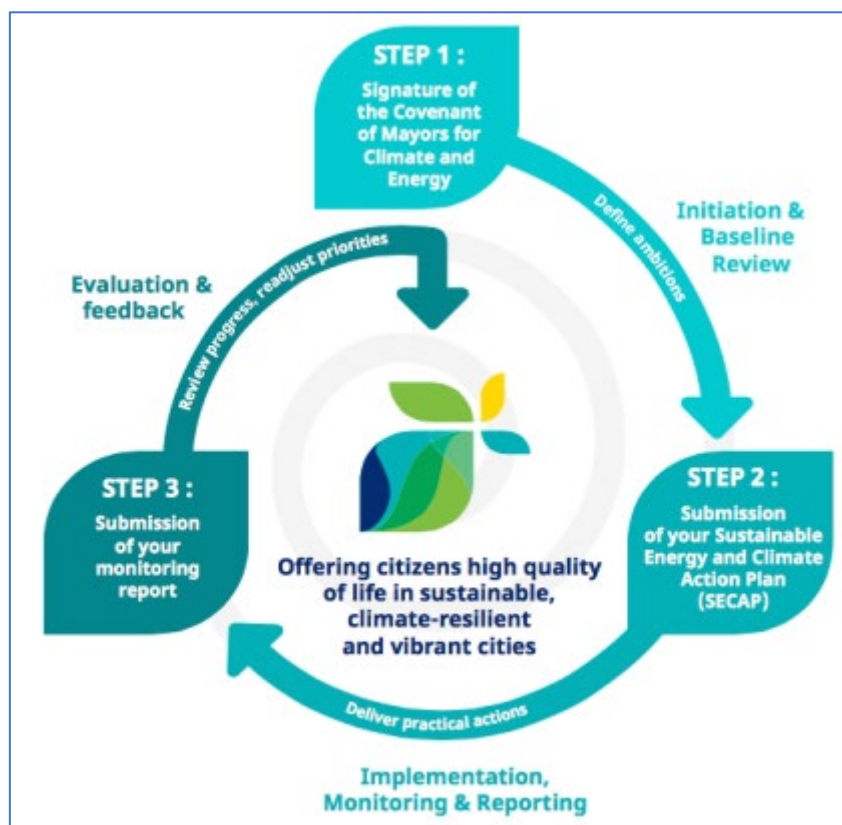 STEP 1 :
Signature of
the Covenant
of Mayors for
Climate and
Energy
Define ambitions
Initiation &
Baseline
Review
STEP 2 :
Submission
of your Sustainable
Energy and Climate
Action Plan
(SECAP)
Deliver practical actions
Implementation,
Monitoring & Reporting
STEP 3 :
Submission
of your
monitoring
report
Review progress, readjust priorities
Evaluation &
feedback
Offering citizens high quality
of life in sustainable,
climate-resilient
and vibrant cities